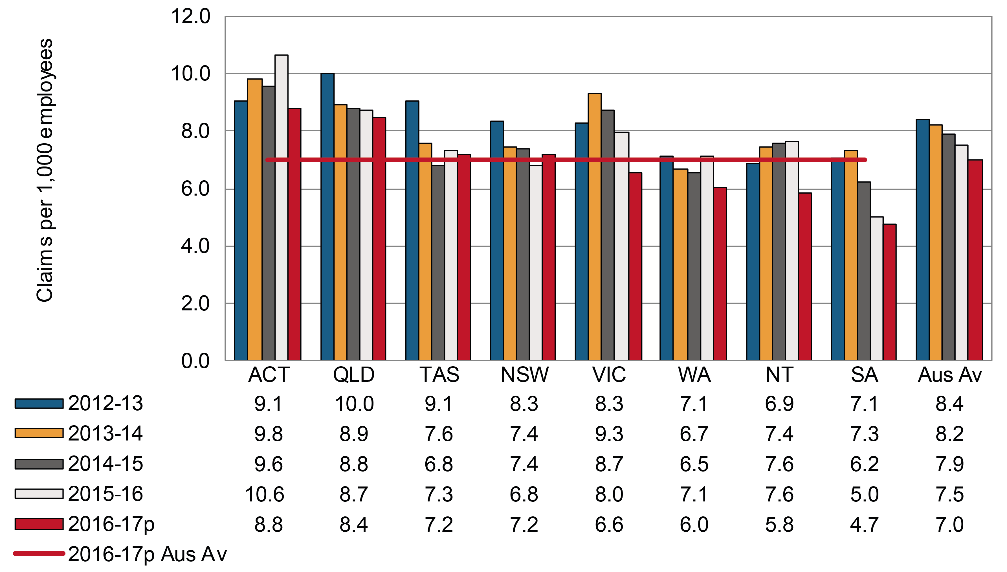 12.0
10.0
8.0
6.0
4.0
2.0
0.0
Claims per 1,000 employees
ACT QLD TAS NSW VIC WA NT SA Aus Av
2012-13 9.1 10.0 9.1 8.3 8.3 7.1 6.9 7.1 8.4
2013-14 9.8 8.9 7.6 7.4 9.3 6.7 7.4 7.3 8.2
2014-15 9.6 8.8 6.8 7.4 8.7 6.5 7.6 6.2 7.9
2015-16 10.6 8.7 7.3 6.8 8.0 7.1 7.6 5.0 7.5
2016-17p 8.8 8.4 7.2 7.2 6.6 6.0 5.8 4.7 7.0
2016-17p Aus Av